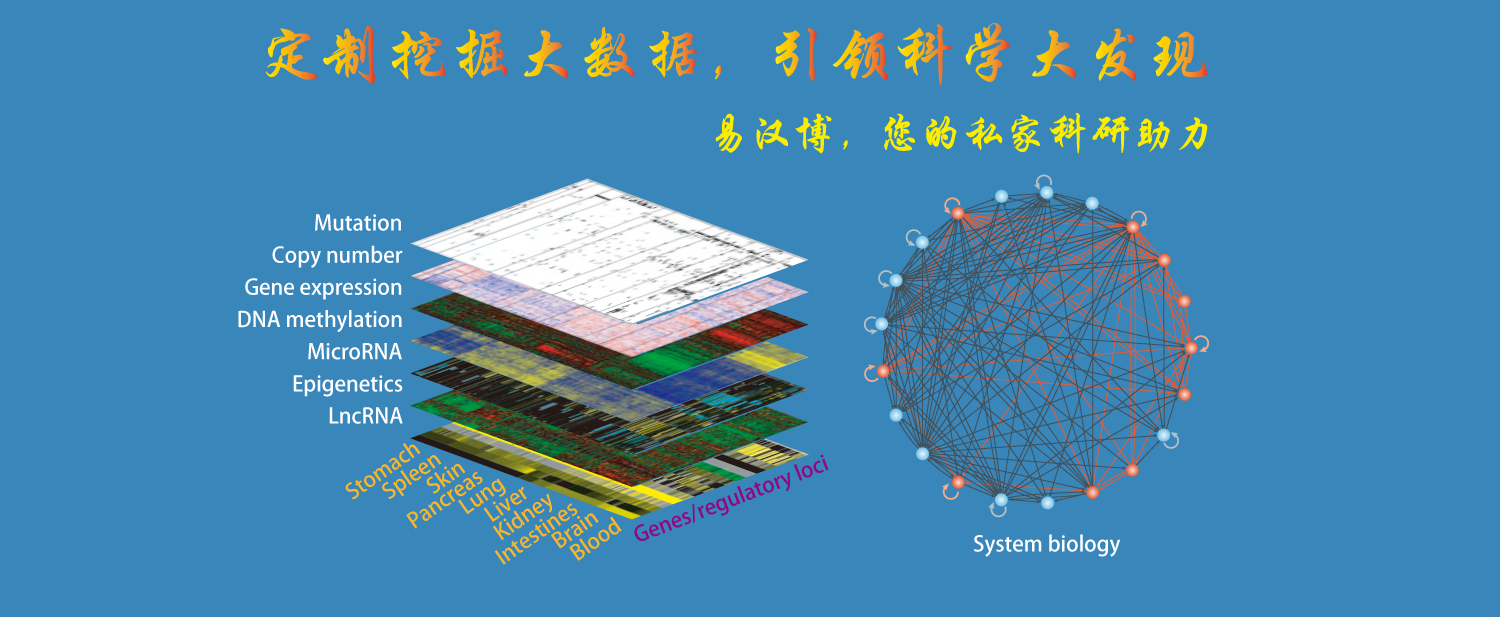 定制挖掘大数据，引领科学大发现
易汉博，您的私家科研助力
Mutation
Copy number
Gene expression
DNA methylation
MicroRNA
Epigenetics
LncRNA
Stomach
Spleen
Skin
Pancreas
Lung
Liver
Kidney
Intestines
Brain
Blood
Genes/regulatory loci
System biology